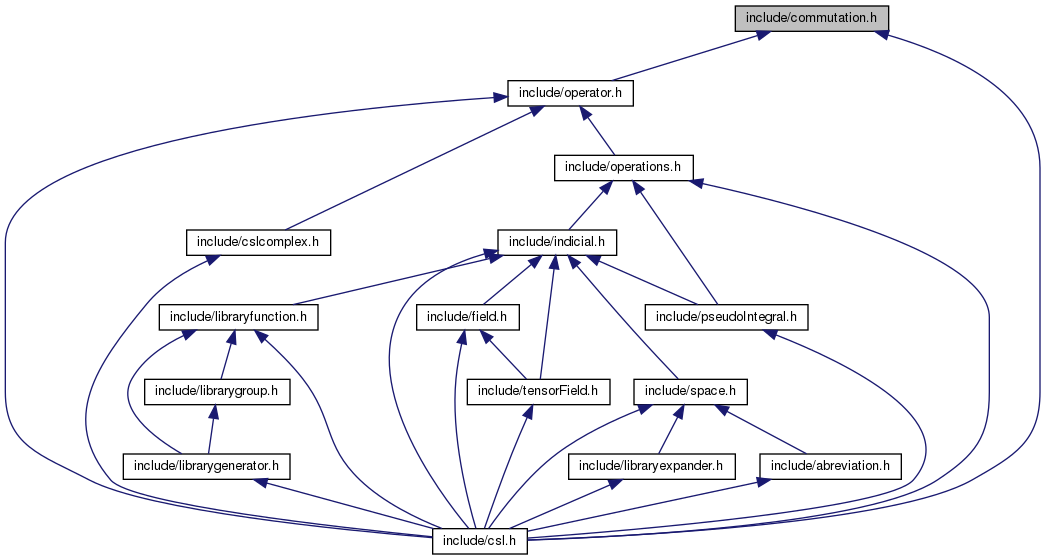 include/commutation.h
include/operator.h
include/operations.h
include/cslcomplex.h
include/indicial.h
include/libraryfunction.h
include/field.h
include/pseudoIntegral.h
include/librarygroup.h
include/tensorField.h
include/space.h
include/librarygenerator.h
include/libraryexpander.h
include/abreviation.h
include/csl.h